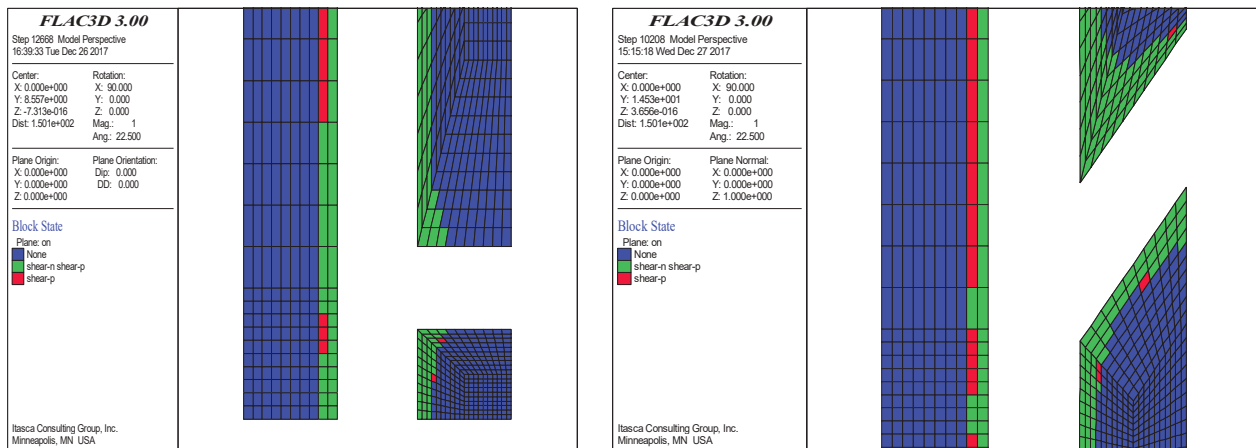 FLAC3D 3.00
Step 12668 Model Perspective
16:39:33 Tue Dec 26 2017
Center: Rotation:
X: 0.000e+000 X: 90.000
Y: 8.557e+000 Y: 0.000
Z: -7.313e-016 Z: 0.000
Dist: 1.501e+002 Mag.: 1
Ang.: 22.500
Plane Origin: Plane Orientation:
X: 0.000e+000 Dip: 0.000
Y: 0.000e+000 DD: 0.000
Z: 0.000e+000
Block State
Plane: on
None
shear-n shear-p
shear-p
Itasca Consulting Group, Inc.
Minneapolis, MN USA
FLAC3D 3.00
Step 10208 Model Perspective
15:15:18 Wed Dec 27 2017
Center: Rotation:
X: 0.000e+000 X: 90.000
Y: 1.453e+001 Y: 0.000
Z: 3.656e-016 Z: 0.000
Dist: 1.501e+002 Mag.: 1
Ang.: 22.500
Plane Origin: Plane Normal:
X: 0.000e+000 X: 0.000e+000
Y: 0.000e+000 Y: 0.000e+000
Z: 0.000e+000 Z: 1.000e+000
Block State
Plane: on
None
shear-n shear-p
shear-p
Itasca Consulting Group, Inc.
Minneapolis, MN USA